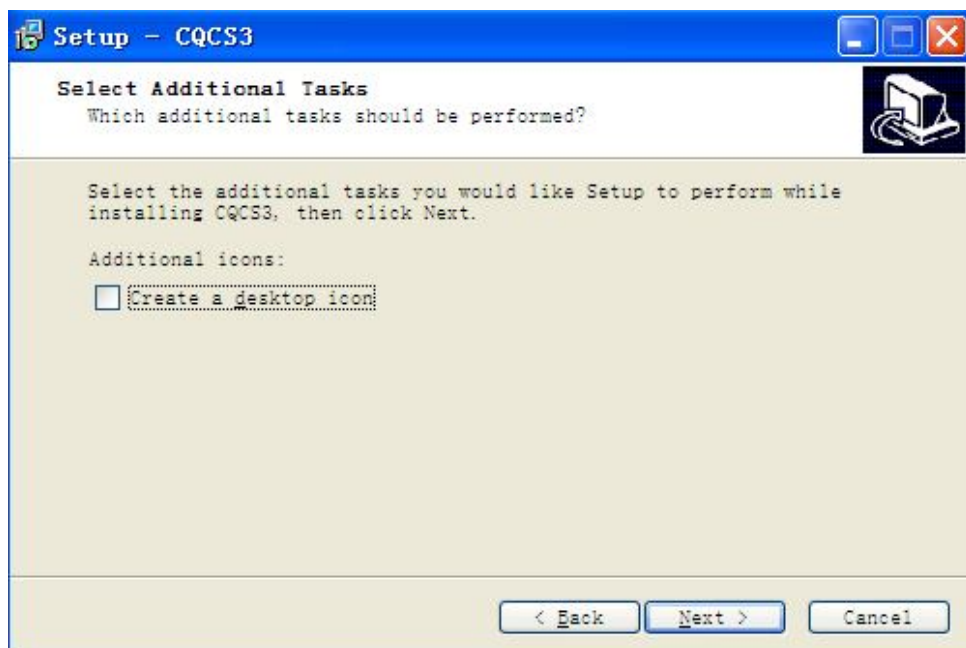 Setup - CQCS3
Select Additional Tasks
Which additional tasks should be performed?
Select the additional tasks you would like Setup to perform while
installing CQCS3, then click Next.
Additional icons:
Create a desktop icon
< Back
Next >
Cancel